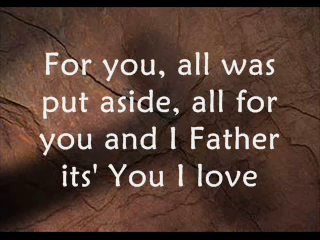 For you, all was
put aside, all for
you and I Father
its' You I love